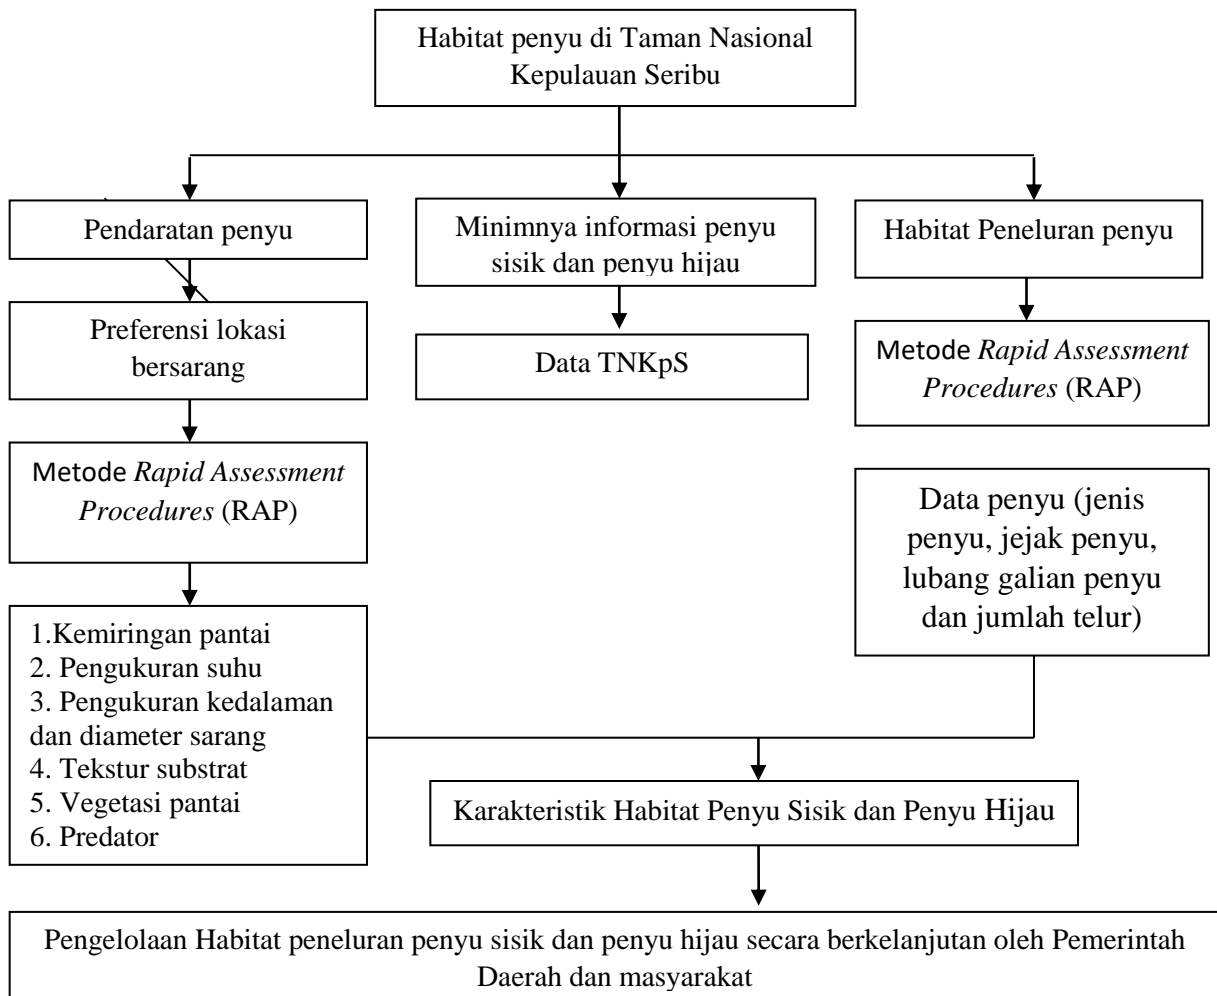 Habitat penyu di Taman Nasional
Kepulauan Seribu
Pendaratan penyu
Minimnya informasi penyu
sisik dan penyu hijau
Habitat Peneluran penyu
Preferensi lokasi
bersarang
Data TNKpS
Metode Rapid Assessment
Procedures (RAP)
Metode Rapid Assessment
Procedures (RAP)
Data penyu (jenis
penyu, jejak penyu,
lubang galian penyu
dan jumlah telur)
1.Kemiringan pantai
2. Pengukuran suhu
3. Pengukuran kedalaman
dan diameter sarang
4. Tekstur substrat
5. Vegetasi pantai
6. Predator
Karakteristik Habitat Penyu Sisik dan Penyu Hijau
Pengelolaan Habitat peneluran penyu sisik dan penyu hijau secara berkelanjutan oleh Pemerintah
Daerah dan masyarakat